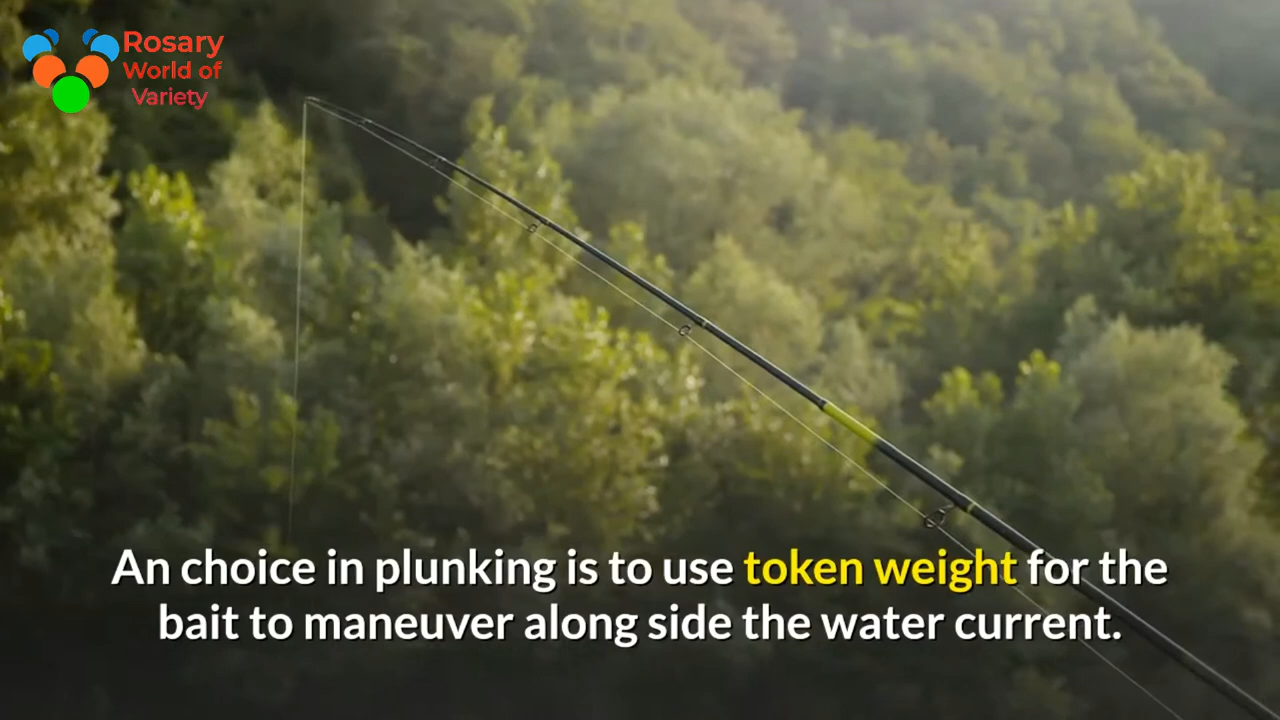 Rosary
World of
Variety
An choice in plunking is to use token weight for the
bait to maneuver along side the water current.